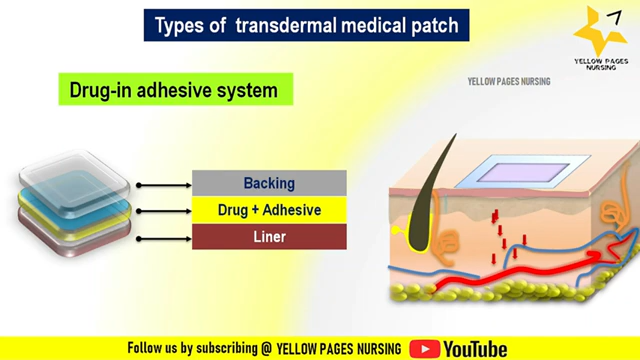 Types of transdermal medical patch
YELLOW PAGES
NURSING
YELLOW PAGES NURSING
Drug-in adhesive system
Backing
Drug + Adhesive
Liner
Follow us by subscribing @ YELLOW PAGES NURSING YouTube